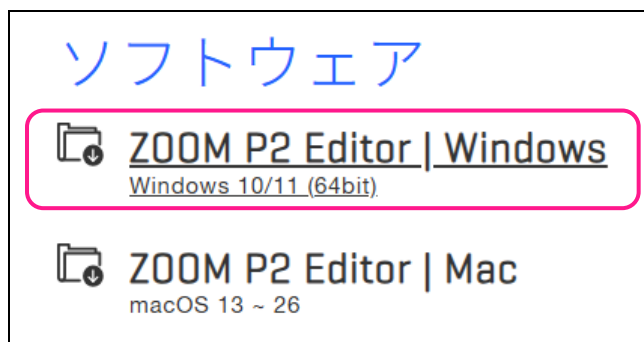 ソフトウェア
ZOOM P2 Editor | Windows
Windows 10/11 (64bit)
ZOOM P2 Editor | Mac
macOS 13 ~ 26